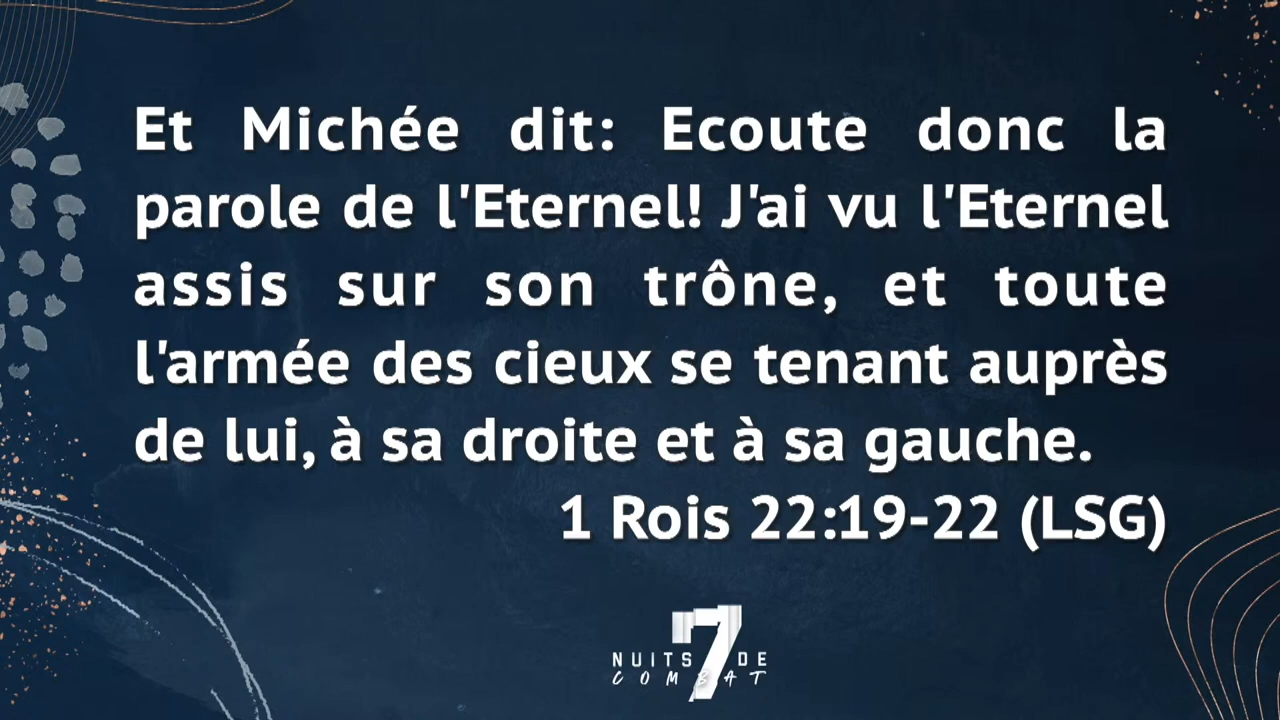 Et Michée dit: Ecoute donc la
parole de l'Eternel! J'ai vu l'Eternel
assis sur son trône, et toute
l'armée des cieux se tenant auprès
de lui, à sa droite et à sa gauche.
1 Rois 22:19-22 (LSG)
7
NUITS DE
COMBAT